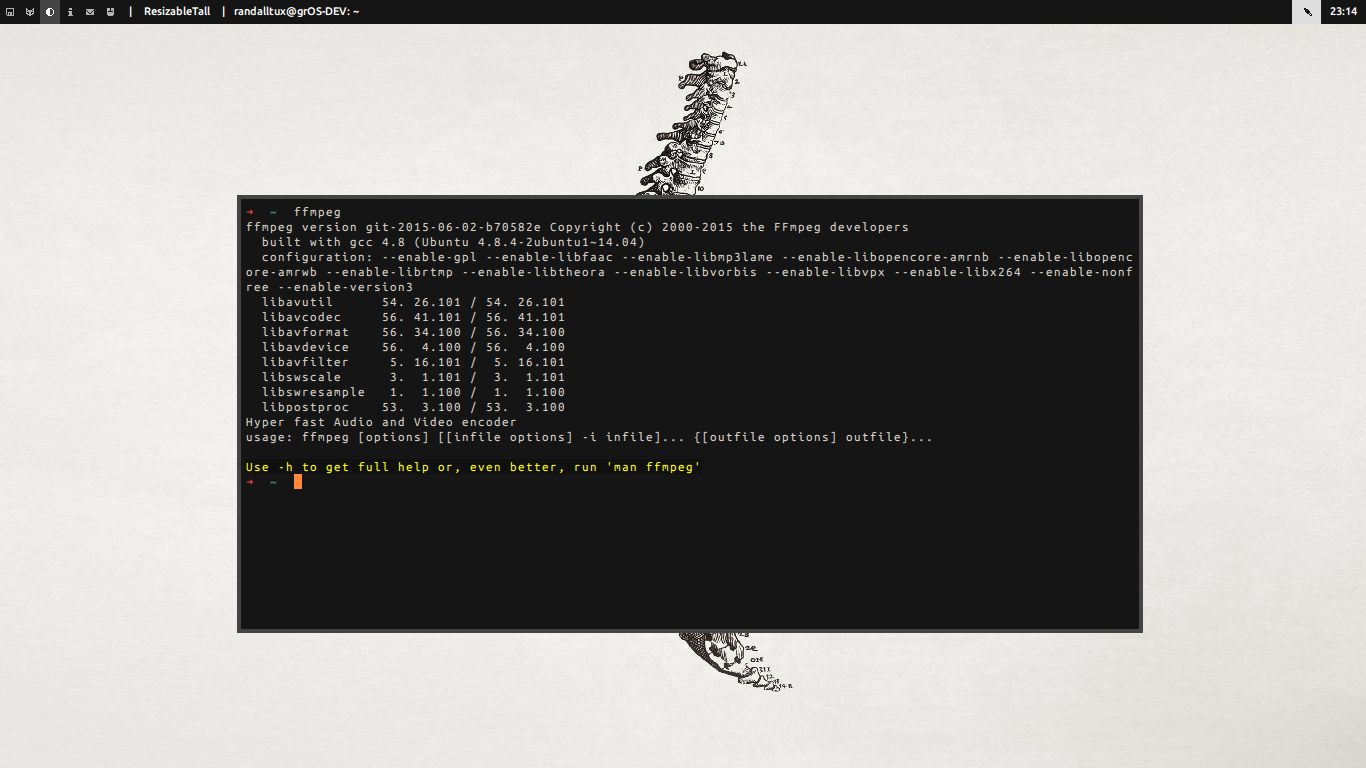 | ResizableTall | randalltux@grOS-DEV: ~ 23:14
➜ ~ ffmpeg
ffmpeg version git-2015-06-02-b70582e Copyright (c) 2000-2015 the FFmpeg developers
  built with gcc 4.8 (Ubuntu 4.8.4-2ubuntu1~14.04)
  configuration: --enable-gpl --enable-libfaac --enable-libmp3lame --enable-libopencore-amrnb --enable-libopenc
ore-amrwb --enable-librtmp --enable-libtheora --enable-libvorbis --enable-libvpx --enable-libx264 --enable-nonf
ree --enable-version3
  libavutil      54. 26.101 / 54. 26.101
  libavcodec     56. 41.101 / 56. 41.101
  libavformat    56. 34.100 / 56. 34.100
  libavdevice    56.  4.100 / 56.  4.100
  libavfilter     5. 16.101 /  5. 16.101
  libswscale      3.  1.101 /  3.  1.101
  libswresample   1.  1.100 /  1.  1.100
  libpostproc    53.  3.100 / 53.  3.100
Hyper fast Audio and Video encoder
usage: ffmpeg [options] [[infile options] -i infile]... {[outfile options] outfile}...
Use -h to get full help or, even better, run 'man ffmpeg'
➜ ~